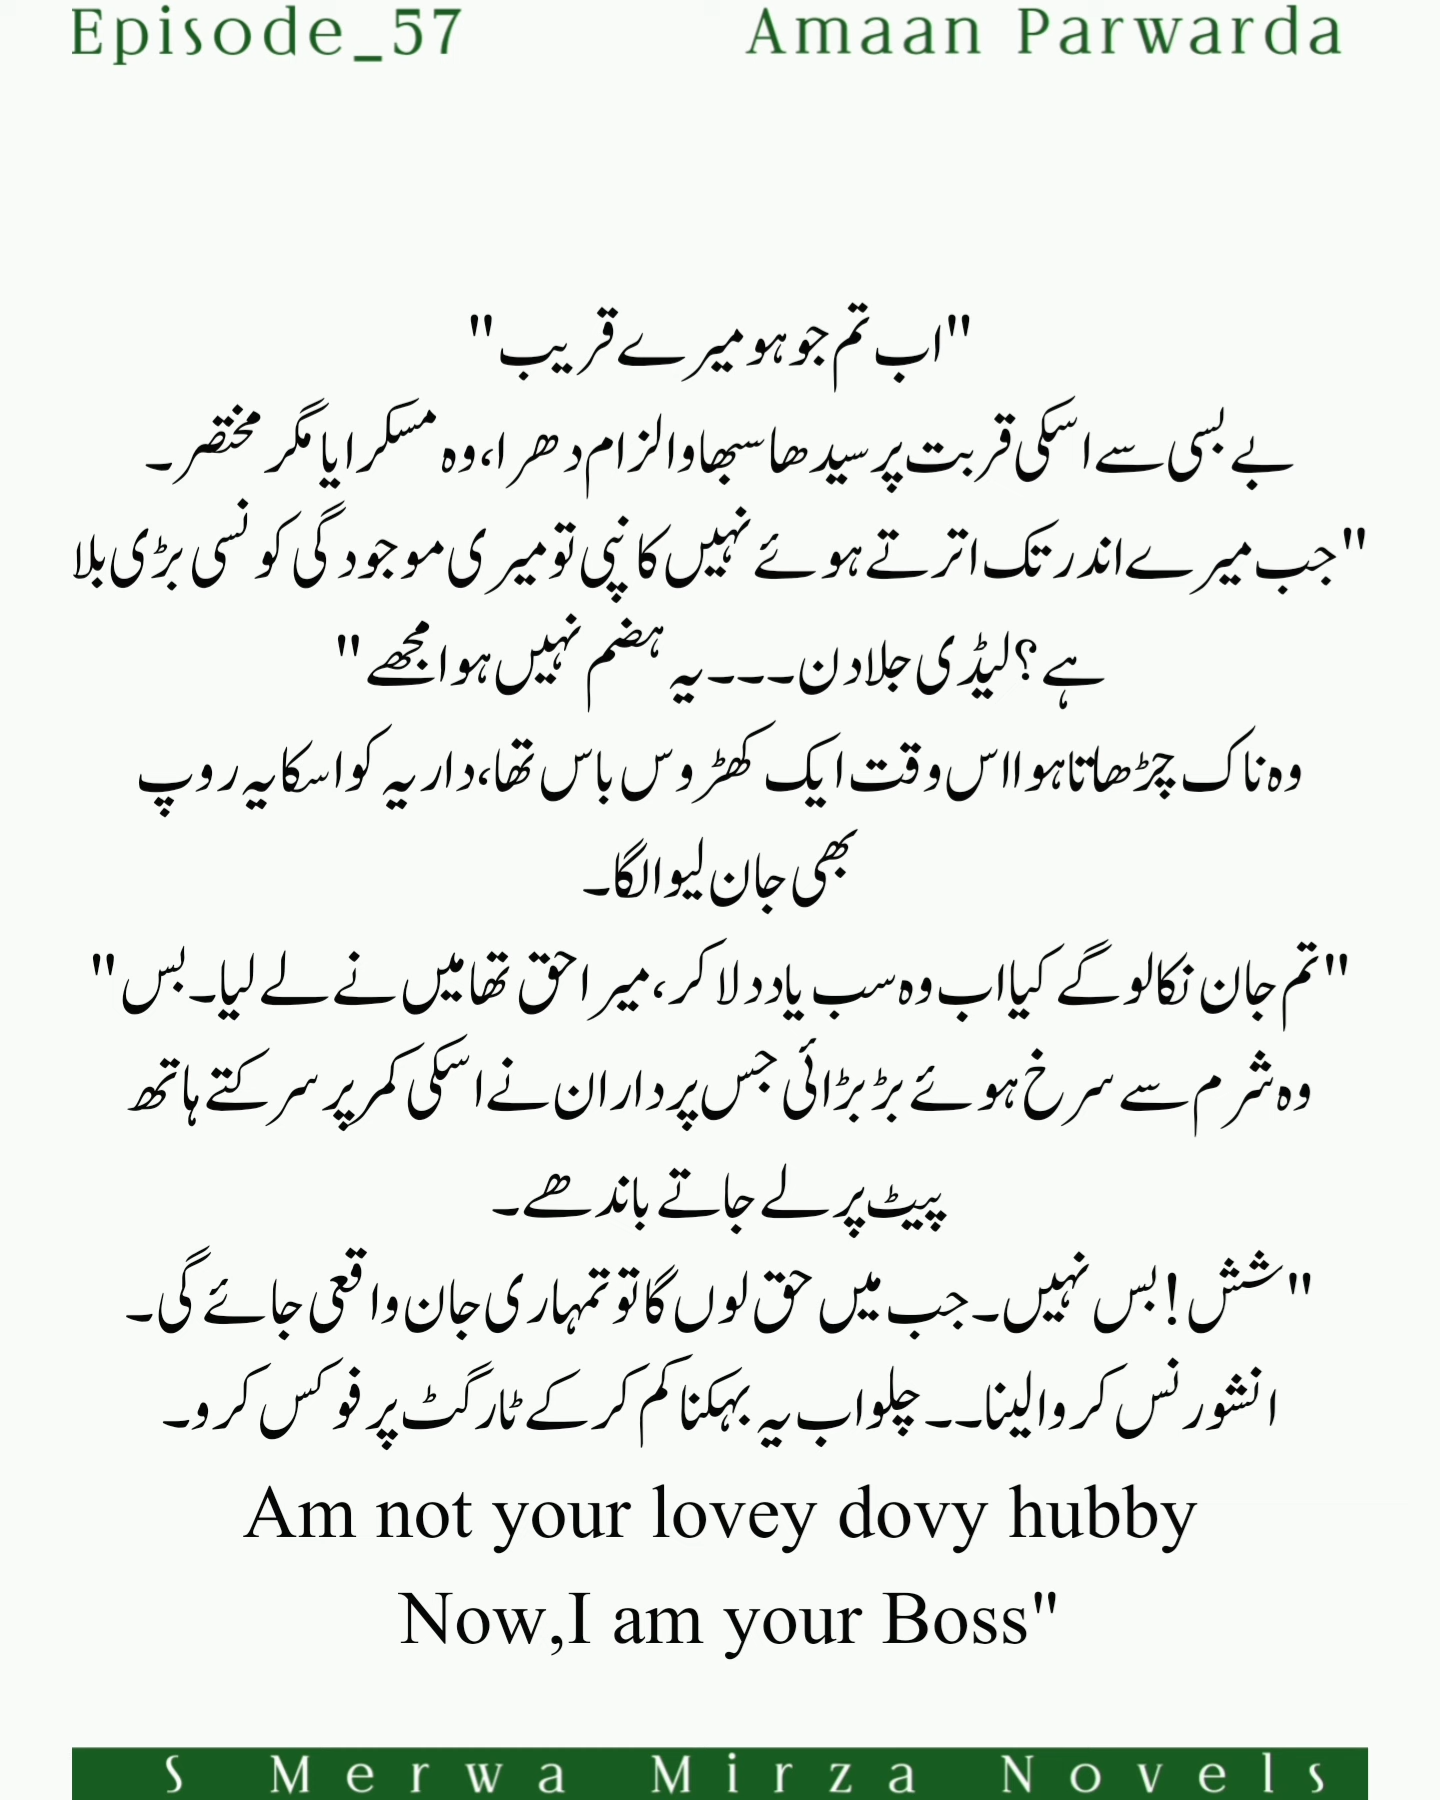 Episode_57 Amaan Parwarda
"اب تم جو ہو میرے قریب"
بے بسی سے اسکی قربت پر سیدھا سبھاو الزام دھرا، وہ مسکرایا مگر مختصر۔
"جب میرے اندر تک اترتے ہوئے نہیں کانپی تو میری موجودگی کونسی بڑی بلا
ہے؟ لیڈی جلادن۔۔۔یہ ہضم نہیں ہوا مجھے"
وہ ناک چڑھاتا ہوا اس وقت ایک کھڑوس باس تھا، داریہ کو اسکا یہ روپ
بھی جان لیوا لگا۔
"تم جان نکالو گے کیا اب وہ سب یاد دلا کر، میرا حق تھا میں نے لے لیا۔ بس"
وہ شرم سے سرخ ہوئے بڑبڑائی جس پر داران نے اسکی کمر پر سرکتے ہاتھ
پیٹ پر لے جاتے باندھے۔
"شش! بس نہیں۔ جب میں حق لوں گا تو تمہاری جان واقعی جائے گی۔
انشورنس کروا لینا۔۔ چلو اب یہ بہکنا کم کر کے ٹارگٹ پر فوکس کرو۔
Am not your lovey dovy hubby
Now,I am your Boss"
S Merwa Mirza Novels